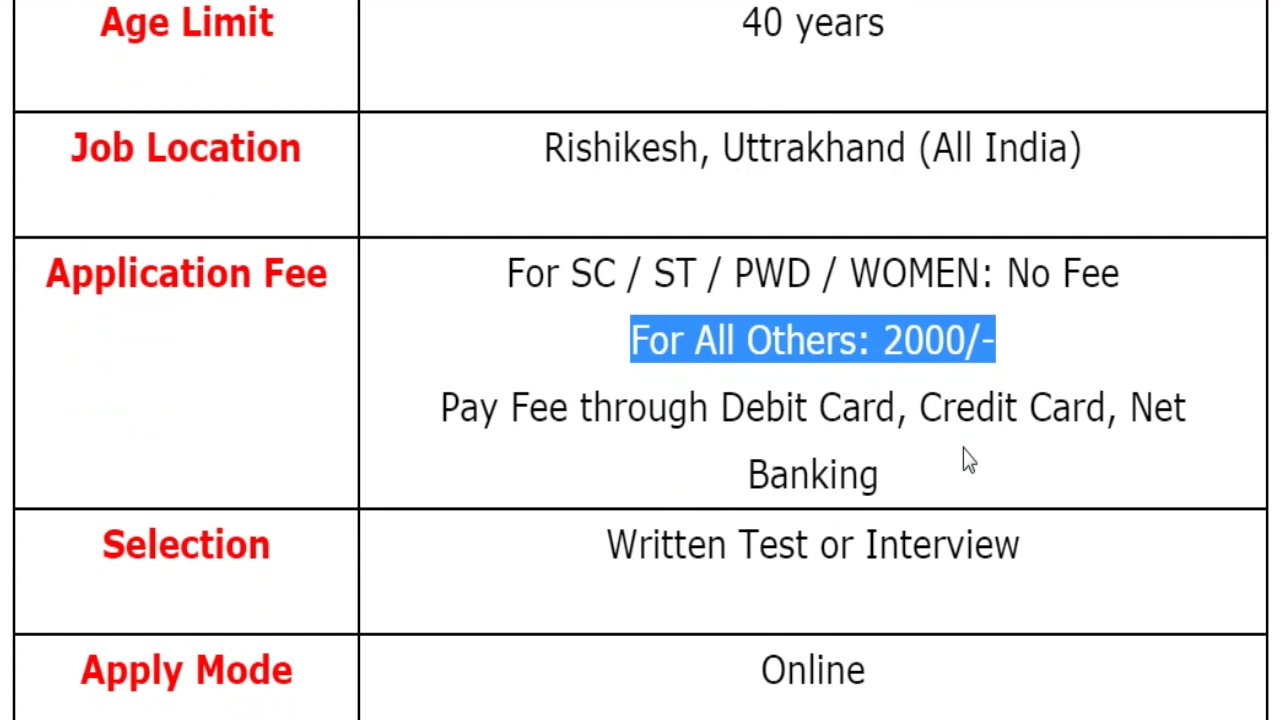 Age Limit
40 years
Job Location
Rishikesh, Uttrakhand (All India)
Application Fee
For SC / ST / PWD / WOMEN: No Fee
For All Others: 2000/-
Pay Fee through Debit Card, Credit Card, Net
Banking
Selection
Written Test or Interview
Apply Mode
Online